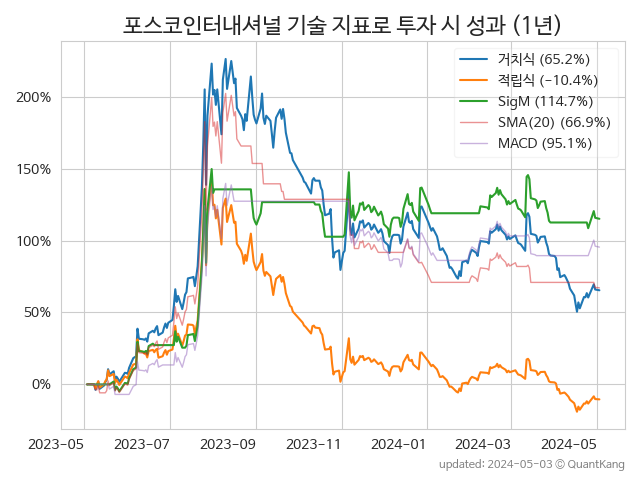 포스코인터내셔널 기술 지표로 투자 시 성과 (1년)
거치식 (65.2%)
적립식 (−10.4%)
SigM (114.7%)
SMA(20) (66.9%)
MACD (95.1%)
200%
150%
100%
50%
0%
2023-05 2023-07 2023-09 2023-11 2024-01 2024-03 2024-05
updated: 2024-05-03 © QuantKang